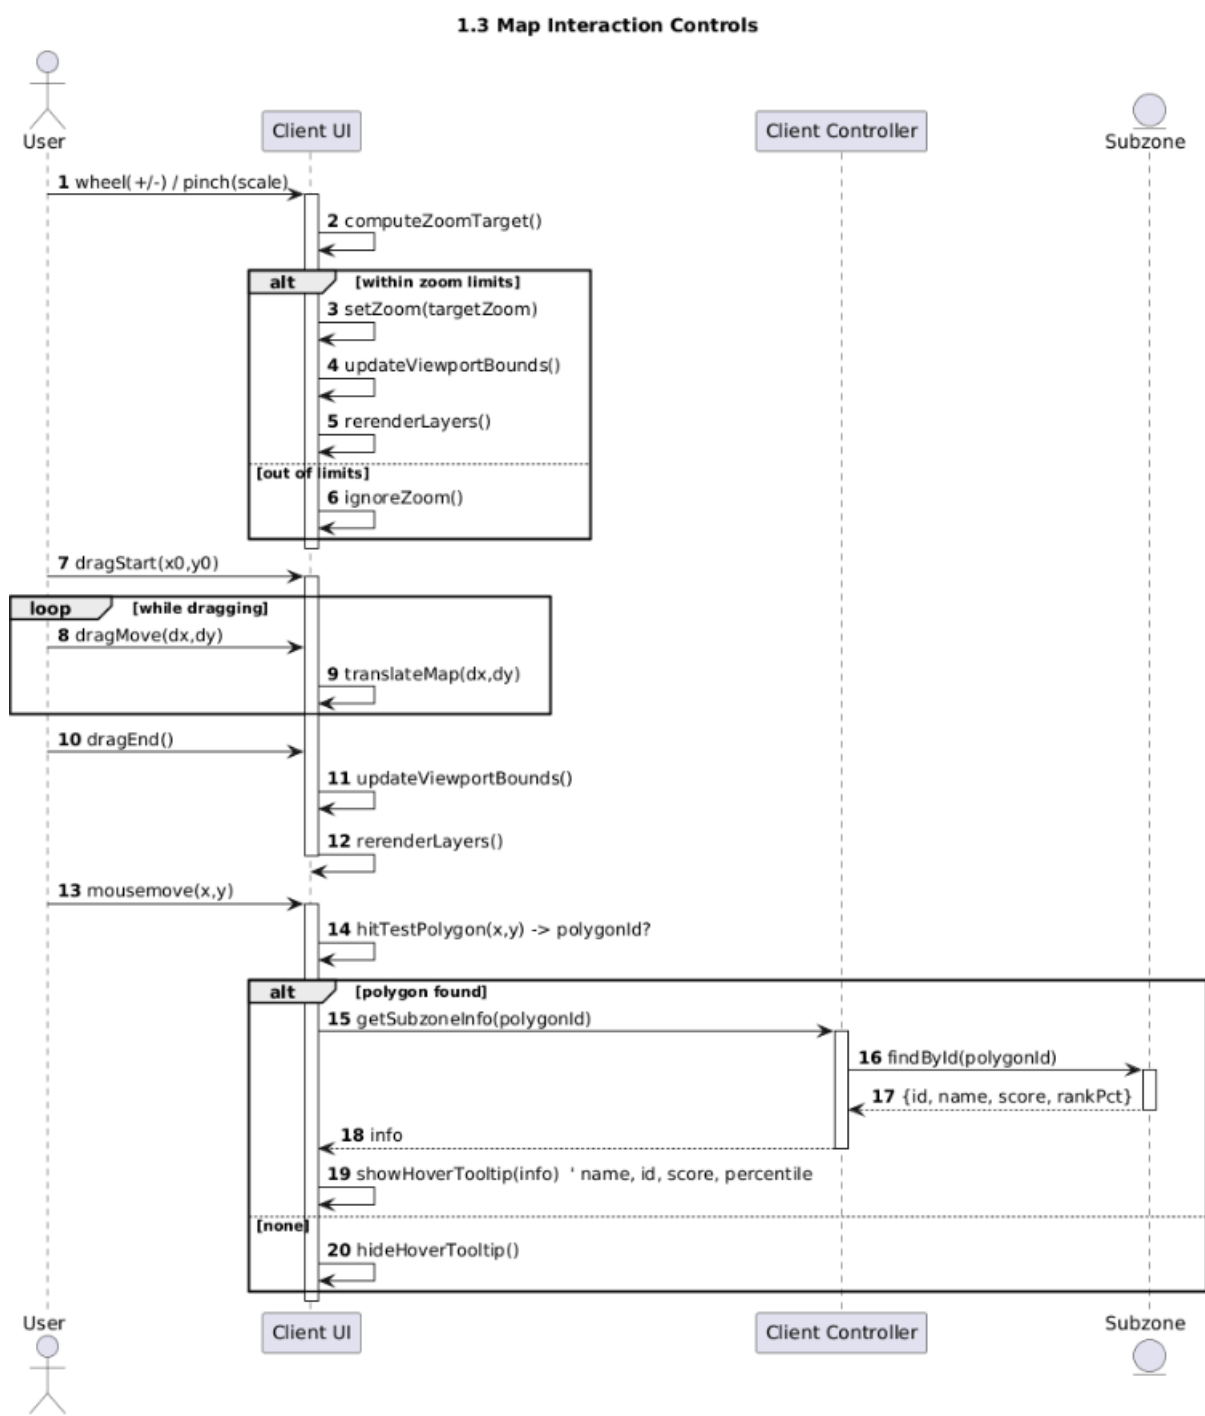 1.3 Map Interaction Controls
User
Client UI
Client Controller
Subzone
1 wheel(+/-) / pinch(scale)
2 computeZoomTarget()
alt [within zoom limits]
3 setZoom(targetZoom)
4 updateViewportBounds()
5 rerenderLayers()
[out of limits]
6 ignoreZoom()
7 dragStart(x0,y0)
loop [while dragging]
8 dragMove(dx,dy)
9 translateMap(dx,dy)
10 dragEnd()
11 updateViewportBounds()
12 rerenderLayers()
13 mousemove(x,y)
14 hitTestPolygon(x,y) -> polygonId?
alt [polygon found]
15 getSubzoneInfo(polygonId)
16 findById(polygonId)
17 {id, name, score, rankPct}
18 info
19 showHoverTooltip(info) ' name, id, score, percentile
[none]
20 hideHoverTooltip()
User
Client UI
Client Controller
Subzone